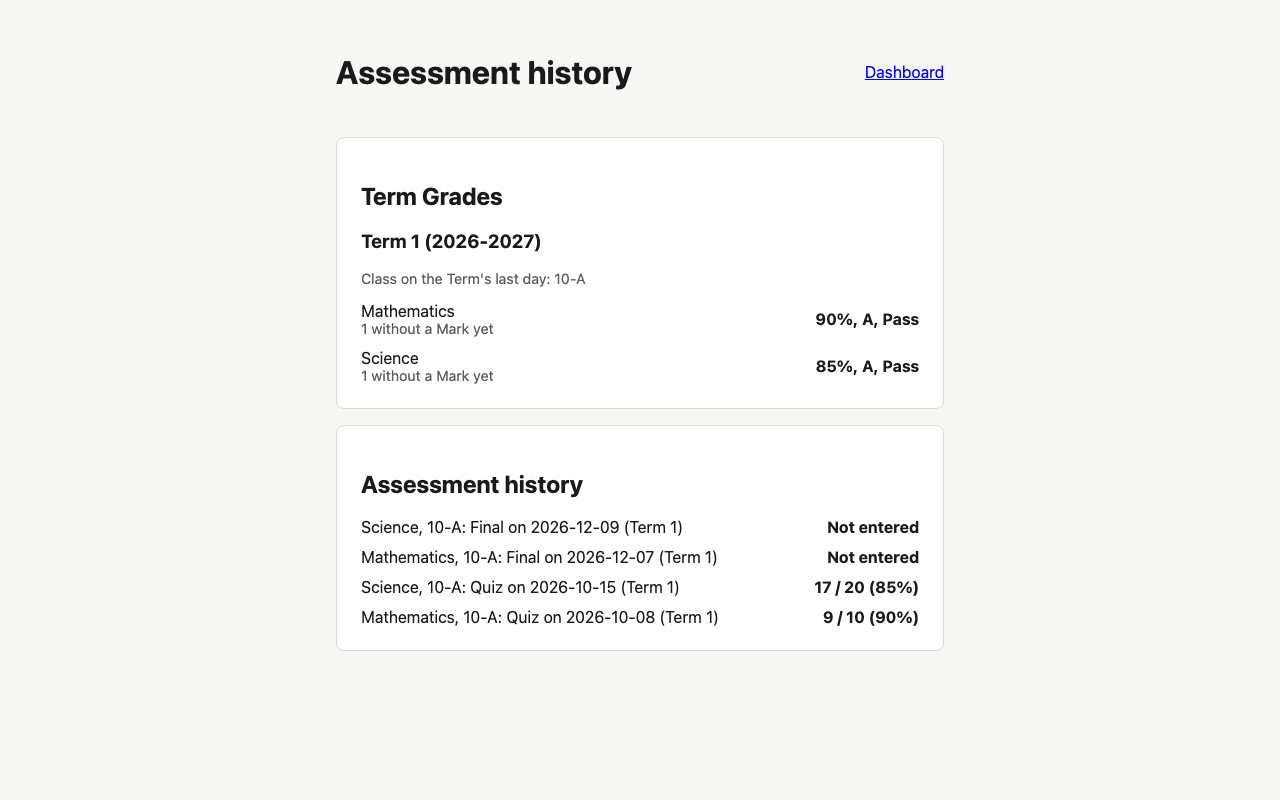 Assessment history
Dashboard
Term Grades
Term 1 (2026-2027)
Class on the Term's last day: 10-A
Mathematics
1 without a Mark yet
90%, A, Pass
Science
1 without a Mark yet
85%, A, Pass
Assessment history
Science, 10-A: Final on 2026-12-09 (Term 1) Not entered
Mathematics, 10-A: Final on 2026-12-07 (Term 1) Not entered
Science, 10-A: Quiz on 2026-10-15 (Term 1) 17 / 20 (85%)
Mathematics, 10-A: Quiz on 2026-10-08 (Term 1) 9 / 10 (90%)